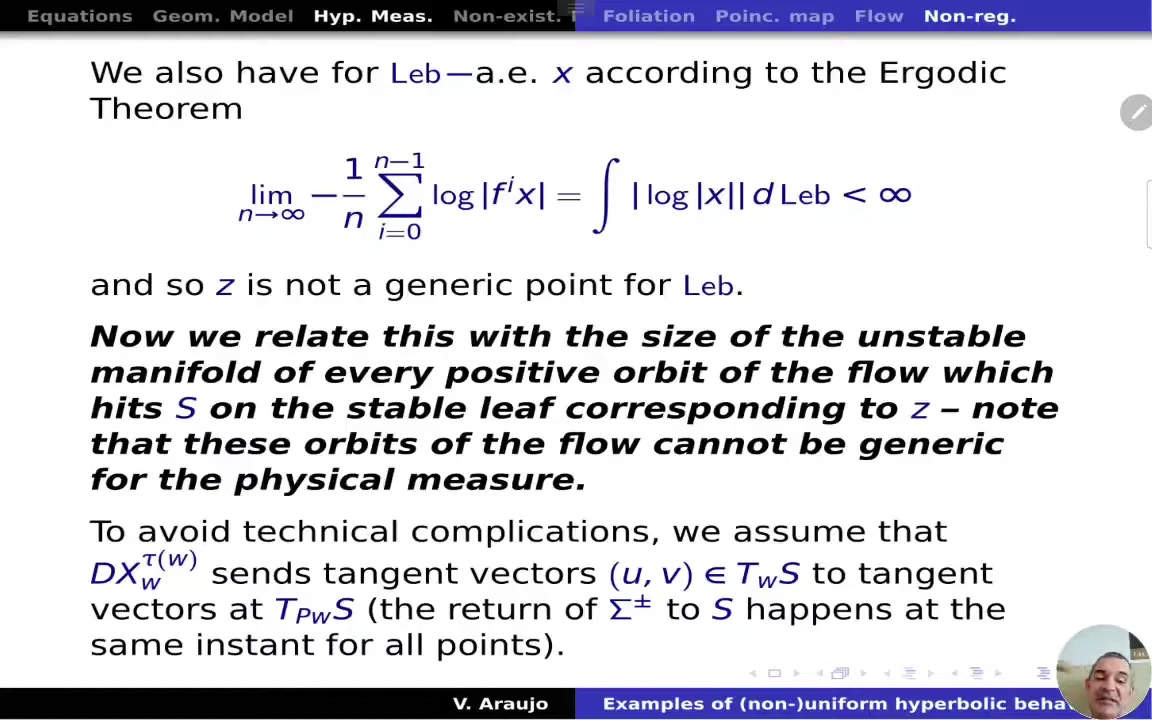 Equations Geom. Model Hyp. Meas. Non-exist. Foliation Poinc. map Flow Non-reg.
We also have for Leb−a.e. x according to the Ergodic
Theorem
lim_{n→∞} −\frac{1}{n} ∑_{i=0}^{n−1} log |f^i x| = ∫ | log |x|| d Leb < ∞
and so z is not a generic point for Leb.
Now we relate this with the size of the unstable
manifold of every positive orbit of the flow which
hits S on the stable leaf corresponding to z – note
that these orbits of the flow cannot be generic
for the physical measure.
To avoid technical complications, we assume that
DX_w^{τ(w)} sends tangent vectors (u, v) ∈ T_wS to tangent
vectors at T_{Pw}S (the return of Σ^± to S happens at the
same instant for all points).
V. Araujo Examples of (non-)uniform hyperbolic